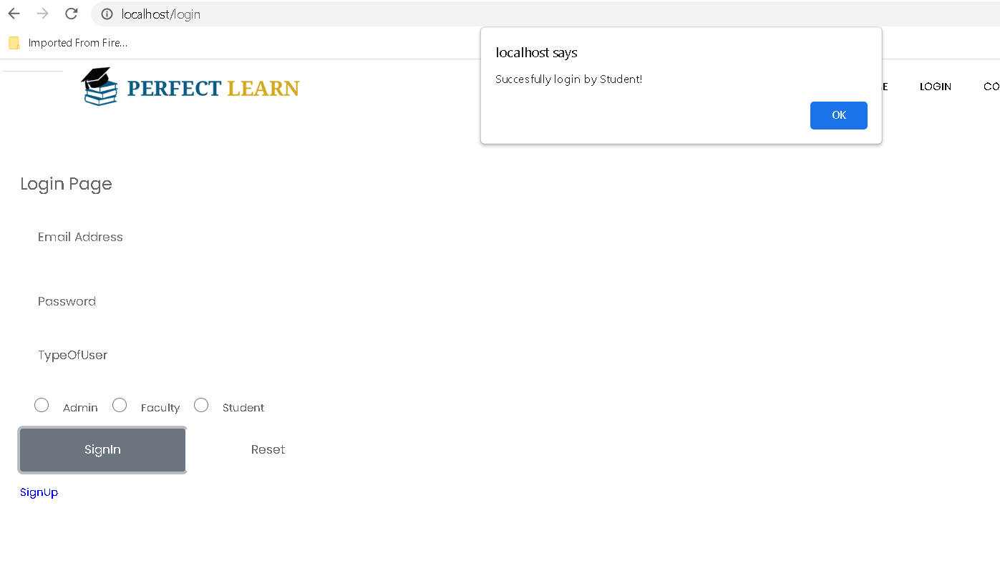 localhost/login
Imported From Fire...
localhost says
Succesfully login by Student!
OK
PERFECT LEARN
E LOGIN CO
Login Page
Email Address
Password
TypeOfUser
Admin Faculty Student
SignIn Reset
SignUp